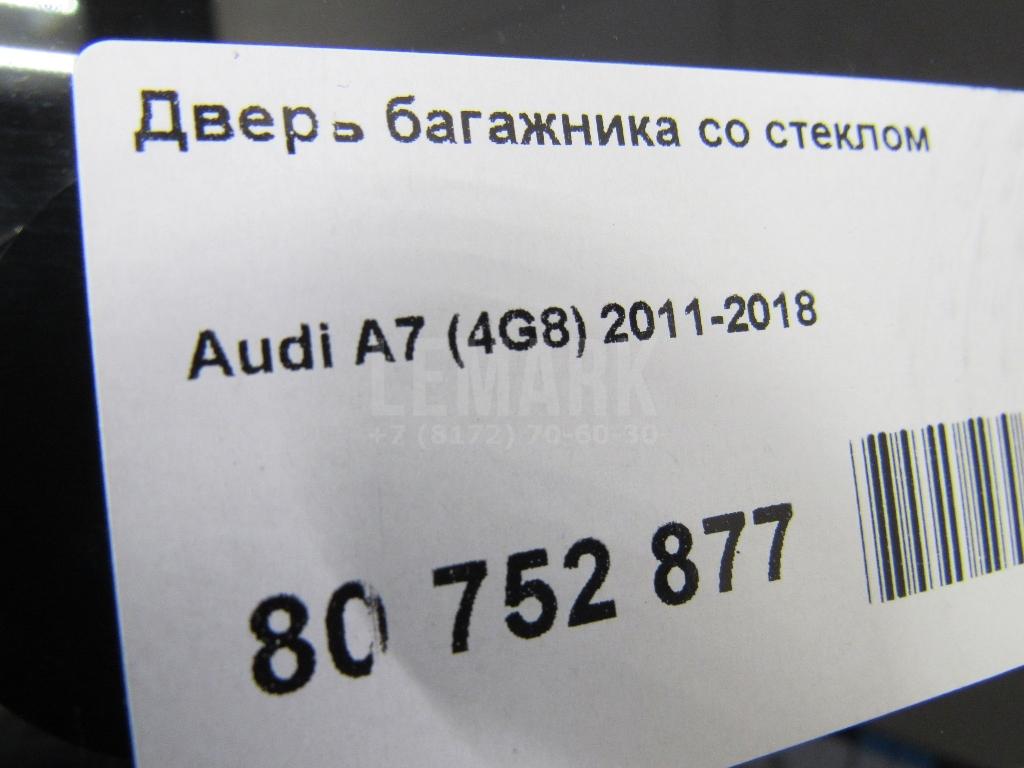 Дверь багажника со стеклом
Audi A7 (4G8) 2011-2018
LEMARK
+7 (8172) 70-60-30
80 752 877